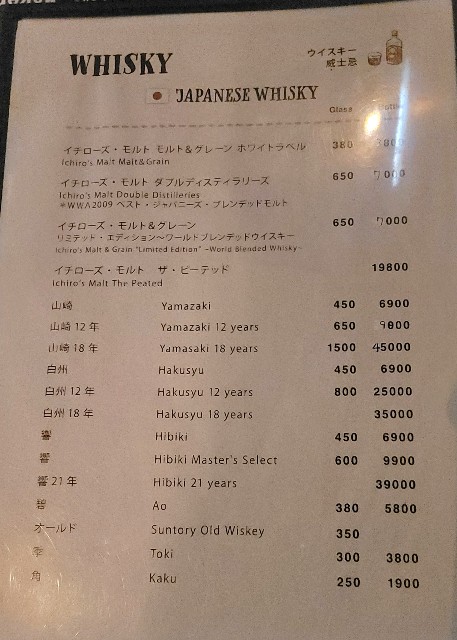 WHISKY
ウイスキー
威士忌
JAPANESE WHISKY
Glass
イチローズ・モルト モルト＆グレーン ホワイトラベル 380 3800
Ichiro's Malt Malt&Grain
イチローズ・モルト ダブルディスティラリーズ 650 7000
Ichiro's Malt Double Distilleries
※WWA2009 ベスト・ジャパニーズ・ブレンデッドモルト
イチローズ・モルト＆グレーン 650 7000
リミテッド・エディション～ワールドブレンデッドウイスキー
Ichiro's Malt & Grain "Limited Edition" ~World Blended Whisky~
イチローズ・モルト ザ・ピーテッド 19800
Ichiro's Malt The Peated
山崎 Yamazaki 450 6900
山崎 12 年 Yamazaki 12 years 650 9800
山崎 18 年 Yamasaki 18 years 1500 45000
白州 Hakusyu 450 6900
白州 12 年 Hakusyu 12 years 800 25000
白州 18 年 Hakusyu 18 years 35000
響 Hibiki 450 6900
響 Hibiki Master's Select 600 9900
響 21 年 Hibiki 21 years 39000
碧 Ao 380 5800
オールド Suntory Old Wiskey 350
季 Toki 300 3800
角 Kaku 250 1900